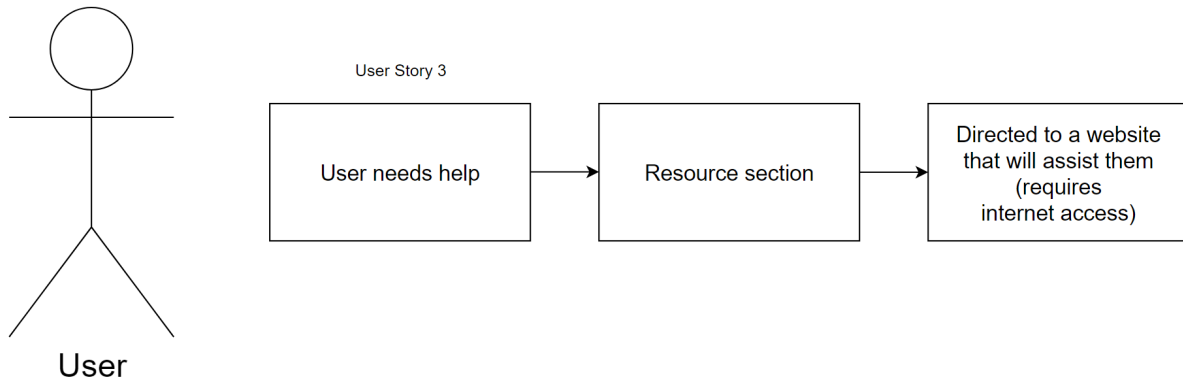 User Story 3
User needs help
Resource section
Directed to a website
that will assist them
(requires
internet access)
User